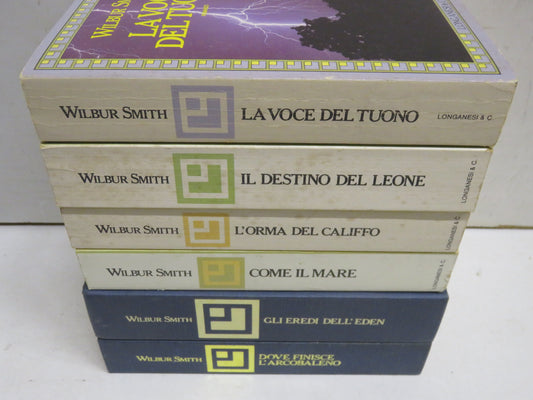 WILBUR SMITH
LA VOCE
DEL TUONO
WILBUR SMITH LA VOCE DEL TUONO LONGANESI & C.
WILBUR SMITH IL DESTINO DEL LEONE LONGANESI & C.
WILBUR SMITH L'ORMA DEL CALIFFO LONGANESI & C.
WILBUR SMITH COME IL MARE LONGANESI & C.
WILBUR SMITH GLI EREDI DELL'EDEN
WILBUR SMITH DOVE FINISCE
L'ARCOBALENO